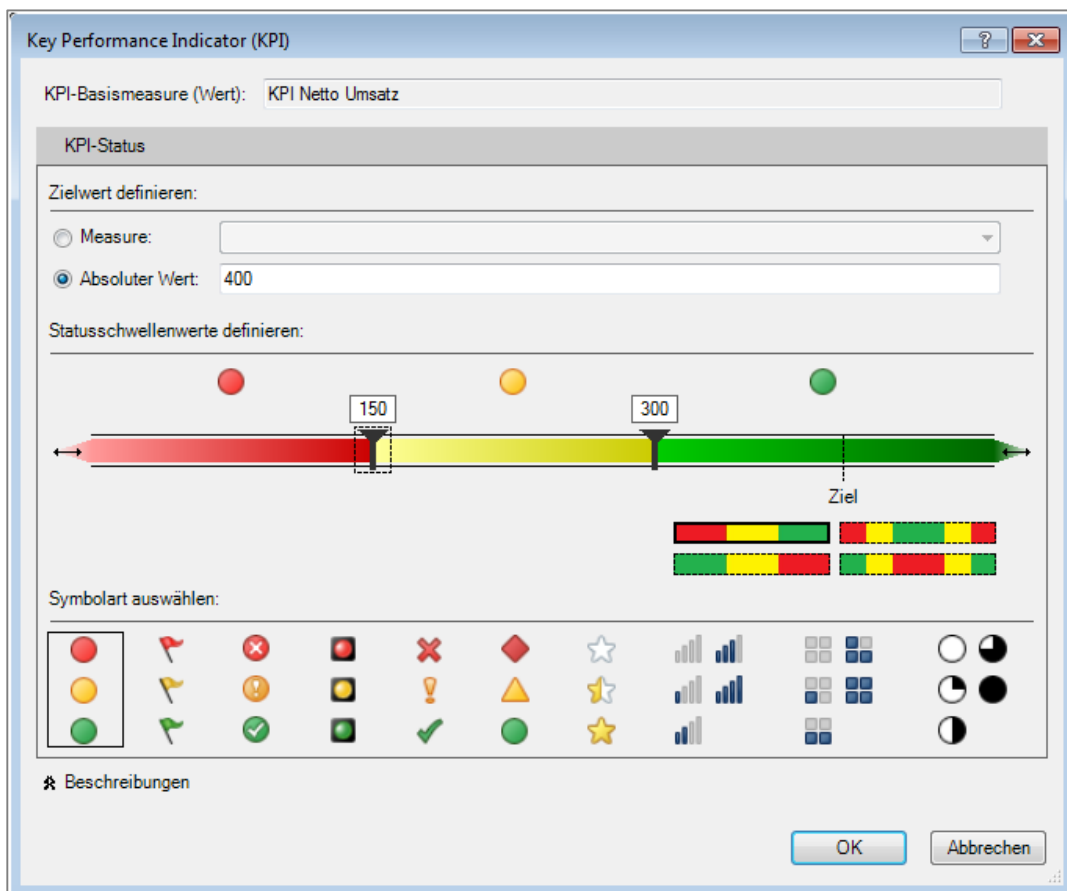 Key Performance Indicator (KPI)
KPI-Basismeasure (Wert): KPI Netto Umsatz
KPI-Status
Zielwert definieren:
Measure:
Absoluter Wert: 400
Statusschwellenwerte definieren:
150 300
Ziel
Symbolart auswählen:
Beschreibungen
OK Abbrechen